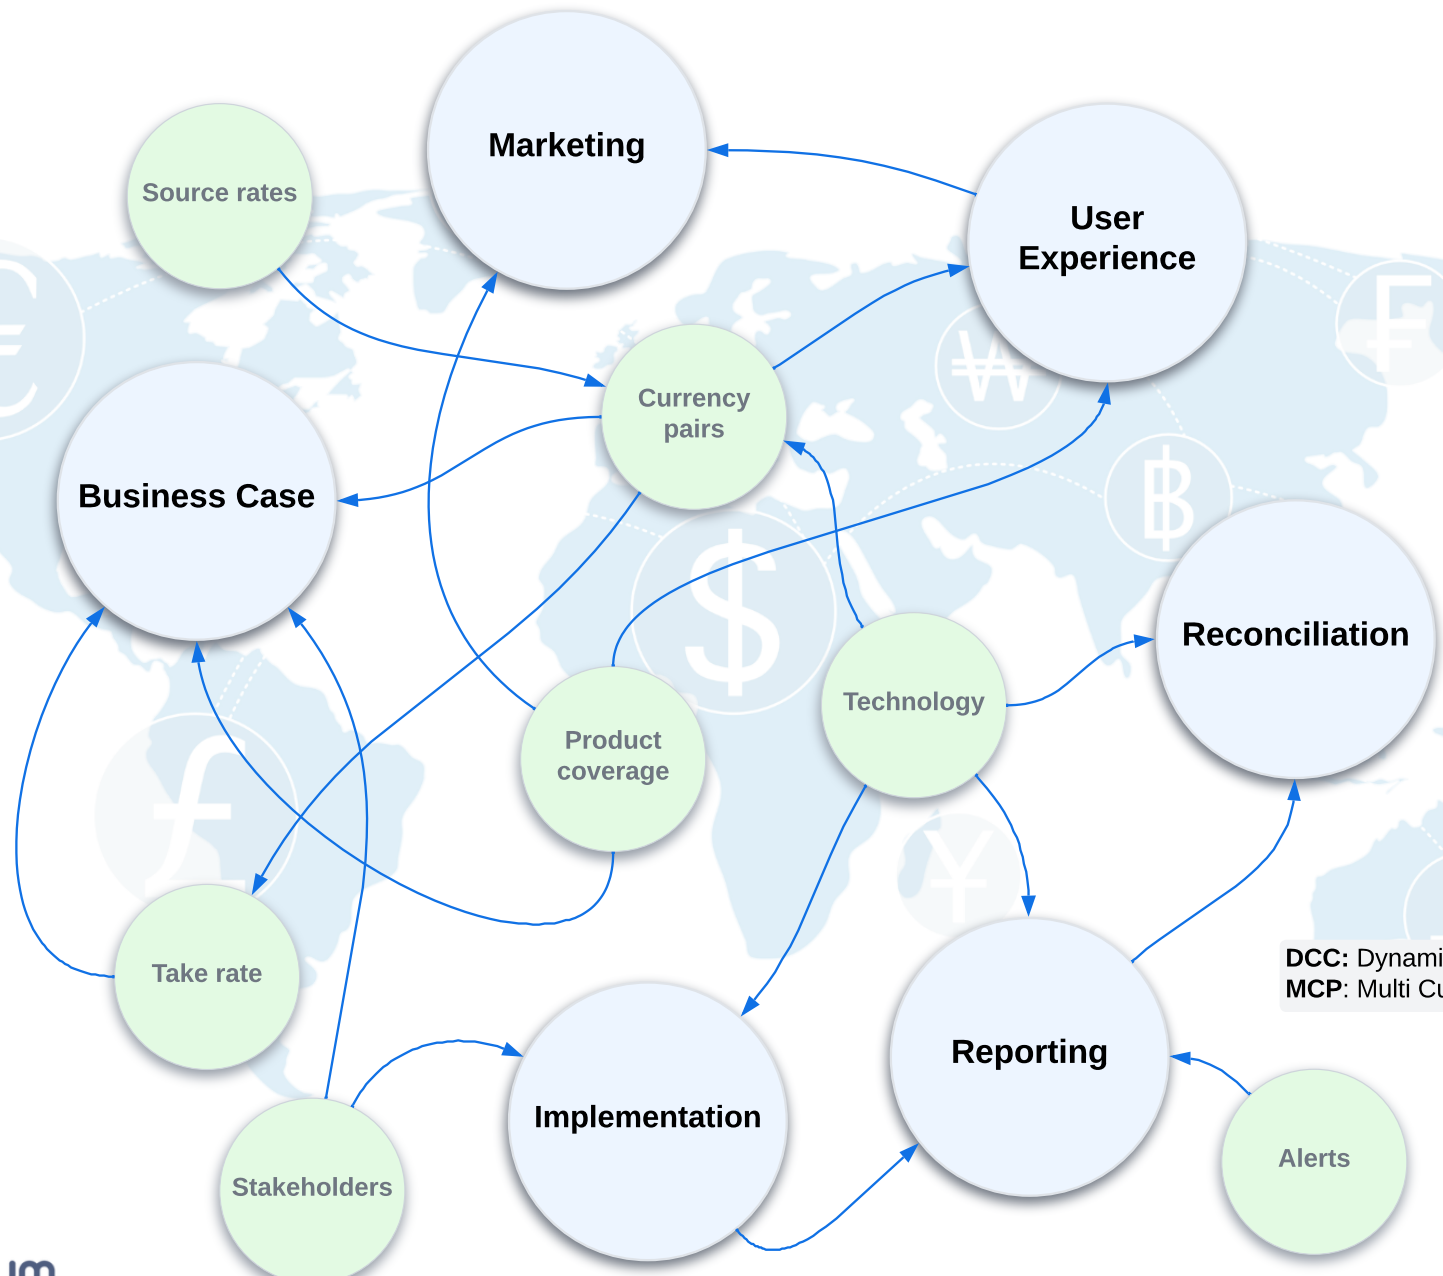 Marketing
Source rates
User
Experience
Currency
pairs
Business Case
Reconciliation
Technology
Product
coverage
DCC: Dynami
MCP: Multi Cu
Take rate
Reporting
Implementation
Alerts
Stakeholders